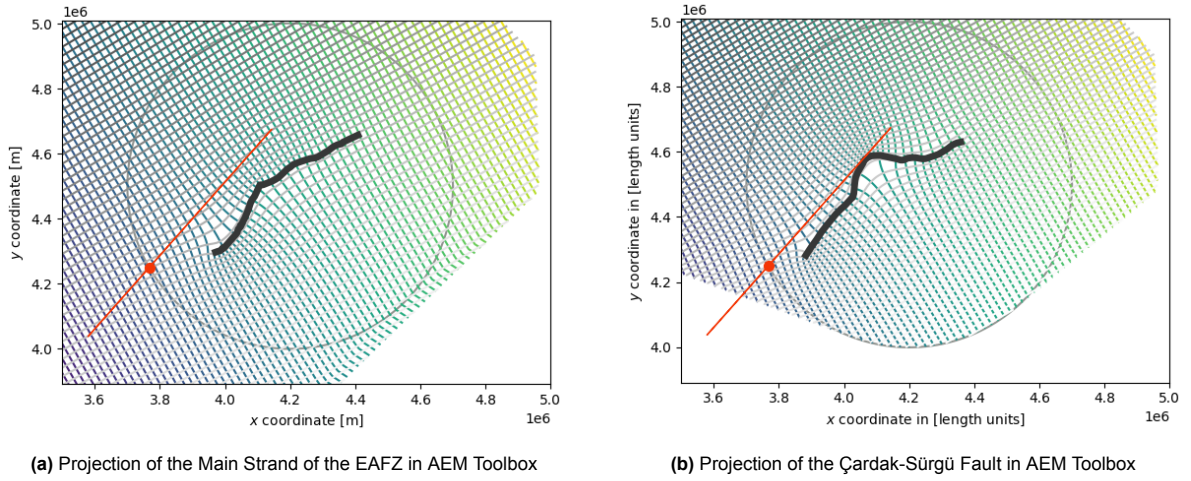 1e6
5.0
4.8
4.6
4.4
4.2
4.0
y coordinate [m]
3.6 3.8 4.0 4.2 4.4 4.6 4.8 5.0
1e6
x coordinate [m]
(a) Projection of the Main Strand of the EAFZ in AEM Toolbox
1e6
5.0
4.8
4.6
4.4
4.2
4.0
y coordinate in [length units]
3.6 3.8 4.0 4.2 4.4 4.6 4.8 5.0
1e6
x coordinate in [length units]
(b) Projection of the Çardak-Sürgü Fault in AEM Toolbox